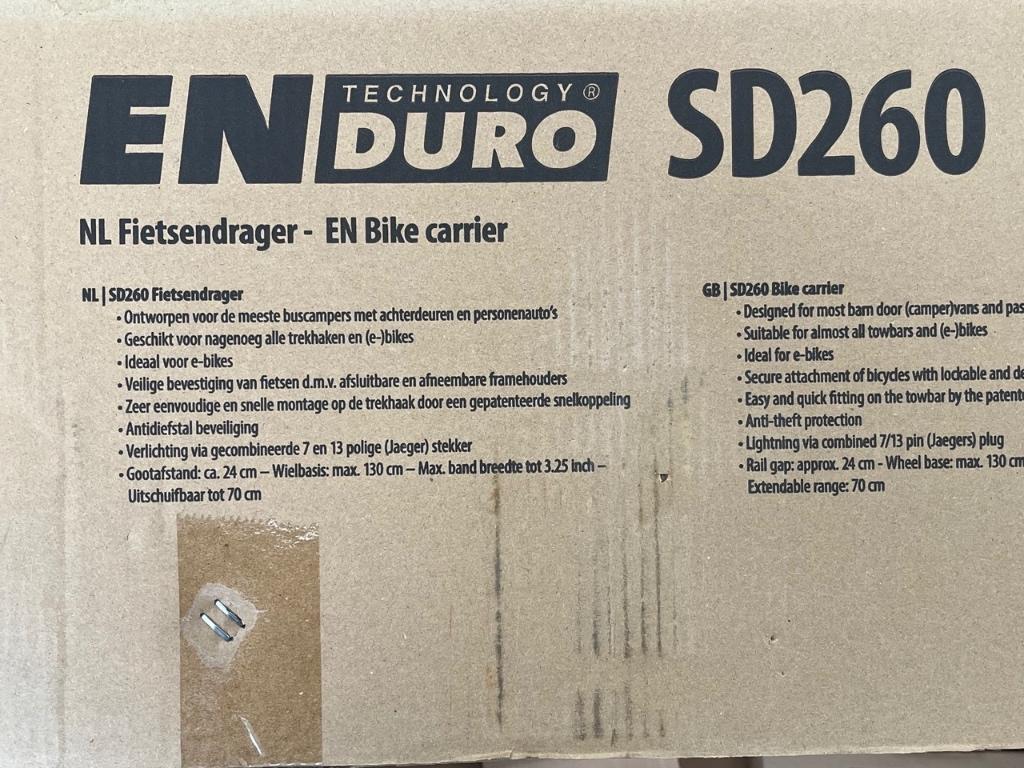 ENDURO TECHNOLOGY® SD260
NL Fietsendrager - EN Bike carrier
NL | SD260 Fietsendrager
• Ontworpen voor de meeste buscampers met achterdeuren en personenauto's
• Geschikt voor nagenoeg alle trekhaken en (e-)bikes
• Ideaal voor e-bikes
• Veilige bevestiging van fietsen d.m.v. afsluitbare en afneembare framehouders
• Zeer eenvoudige en snelle montage op de trekhaak door een gepatenteerde snelkoppeling
• Antidiefstal beveiliging
• Verlichting via gecombineerde 7 en 13 polige (Jaeger) stekker
• Gootafstand: ca. 24 cm – Wielbasis: max. 130 cm – Max. band breedte tot 3.25 inch –
Uitschuifbaar tot 70 cm
GB | SD260 Bike carrier
• Designed for most barn door (camper)vans and
• Suitable for almost all towbars and (e-)bikes
• Ideal for e-bikes
• Secure attachment of bicycles with lockable and
• Easy and quick fitting on the towbar by the
• Anti-theft protection
• Lightning via combined 7/13 pin (Jaegers) plug
• Rail gap: approx. 24 cm - Wheel base: max. 130 cm
Extendable range: 70 cm